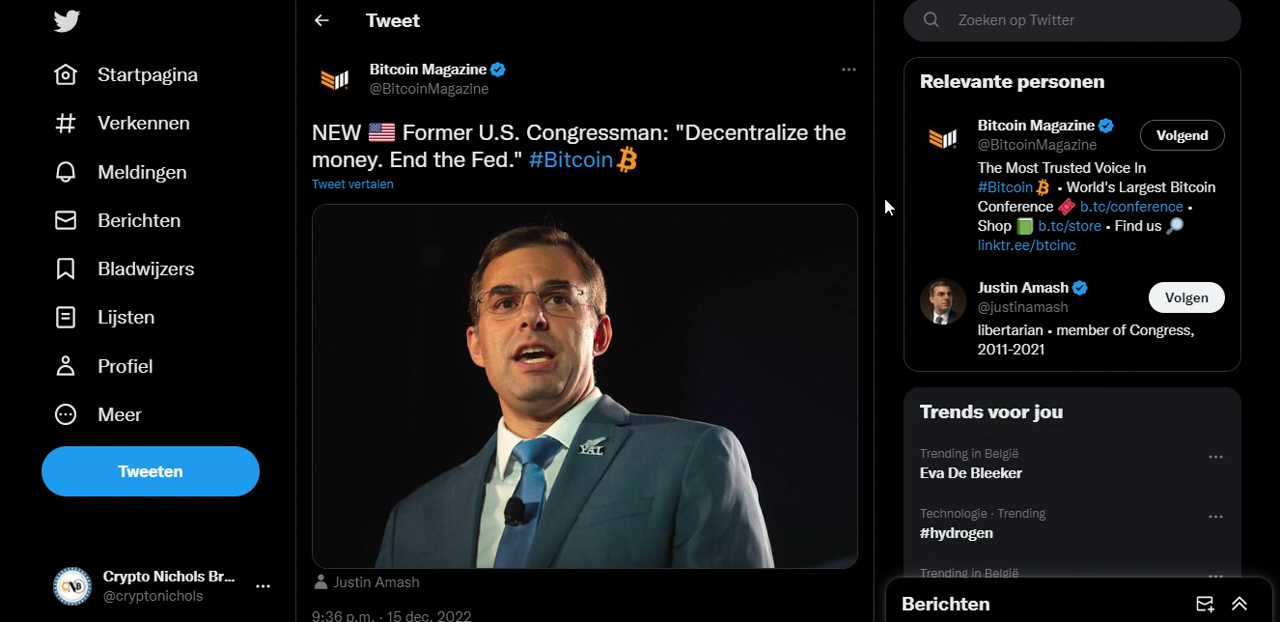 Startpagina
Verkennen
Meldingen
Berichten
Bladwijzers
Lijsten
Profiel
Meer
Tweeten
Crypto Nichols Br...
@cryptonichols
Tweet
Bitcoin Magazine
@BitcoinMagazine
NEW 🇺🇸 Former U.S. Congressman: "Decentralize the
money. End the Fed." #Bitcoin
Tweet vertalen
YAL
Justin Amash
9:36 p.m. · 15 dec. 2022
Zoeken op Twitter
Relevante personen
Bitcoin Magazine
@BitcoinMagazine
Volgend
The Most Trusted Voice In
#Bitcoin • World's Largest Bitcoin
Conference b.tc/conference •
Shop 📗 b.tc/store • Find us 🔎
linktr.ee/btcinc
Justin Amash
@justinamash
Volgen
libertarian • member of Congress,
2011-2021
Trends voor jou
Trending in België
Eva De Bleeker
Technologie · Trending
#hydrogen
Trending in België
Berichten